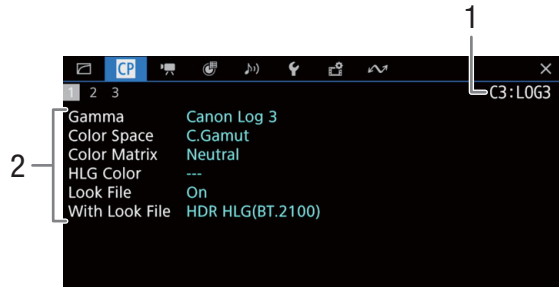 1
CP
1 2 3
C3:LOG3
2
Gamma Canon Log 3
Color Space C.Gamut
Color Matrix Neutral
HLG Color ---
Look File On
With Look File HDR HLG(BT.2100)